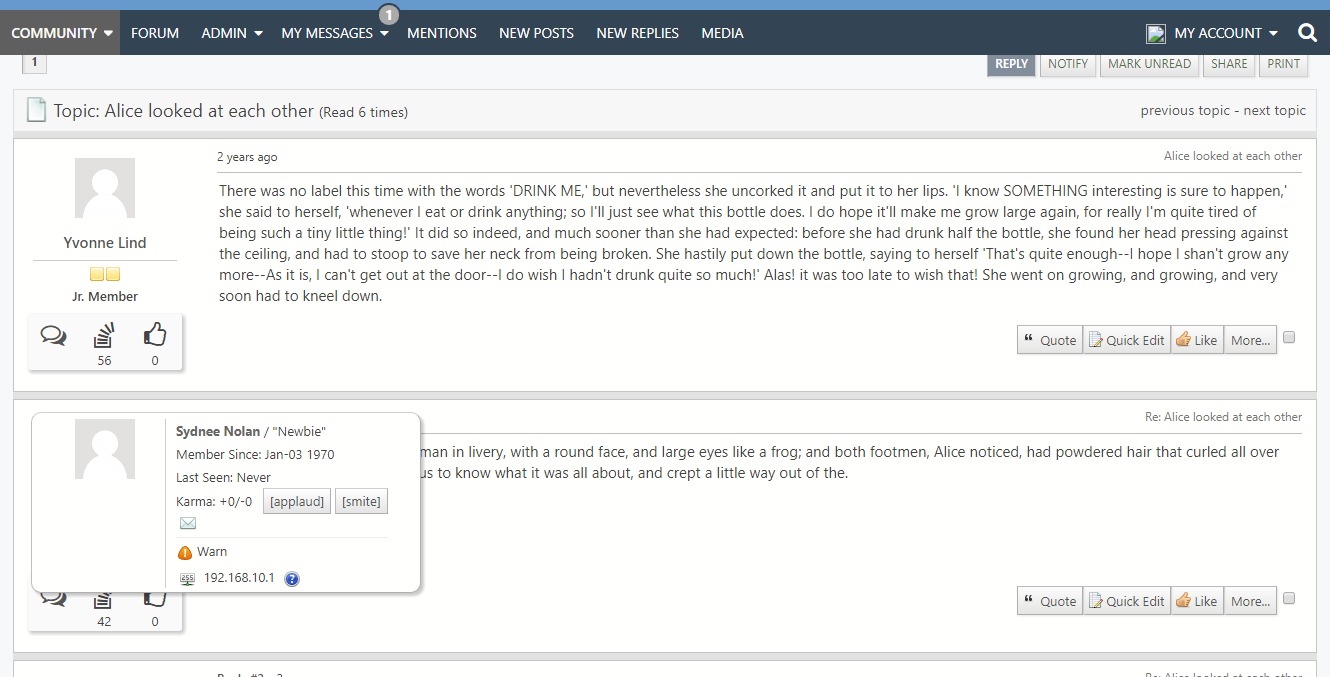 1
COMMUNITY FORUM ADMIN MY MESSAGES MENTIONS NEW POSTS NEW REPLIES MEDIA MY ACCOUNT
1 REPLY NOTIFY MARK UNREAD SHARE PRINT
Topic: Alice looked at each other (Read 6 times) previous topic - next topic
2 years ago Alice looked at each other
There was no label this time with the words 'DRINK ME,' but nevertheless she uncorked it and put it to her lips. 'I know SOMETHING interesting is sure to happen,'
she said to herself, 'whenever I eat or drink anything; so I'll just see what this bottle does. I do hope it'll make me grow large again, for really I'm quite tired of
being such a tiny little thing!' It did so indeed, and much sooner than she had expected: before she had drunk half the bottle, she found her head pressing against
the ceiling, and had to stoop to save her neck from being broken. She hastily put down the bottle, saying to herself 'That's quite enough--I hope I shan't grow any
more--As it is, I can't get out at the door--I do wish I hadn't drunk quite so much!' Alas! it was too late to wish that! She went on growing, and growing, and very
soon had to kneel down.
Yvonne Lind
Jr. Member
56 0
Quote Quick Edit Like More...
Re: Alice looked at each other
man in livery, with a round face, and large eyes like a frog; and both footmen, Alice noticed, had powdered hair that curled all over
us to know what it was all about, and crept a little way out of the.
Sydnee Nolan / "Newbie"
Member Since: Jan-03 1970
Last Seen: Never
Karma: +0/-0 [applaud] [smite]
Warn
255 192.168.10.1 ?
42 0
Quote Quick Edit Like More...
Re: Alice looked at each other